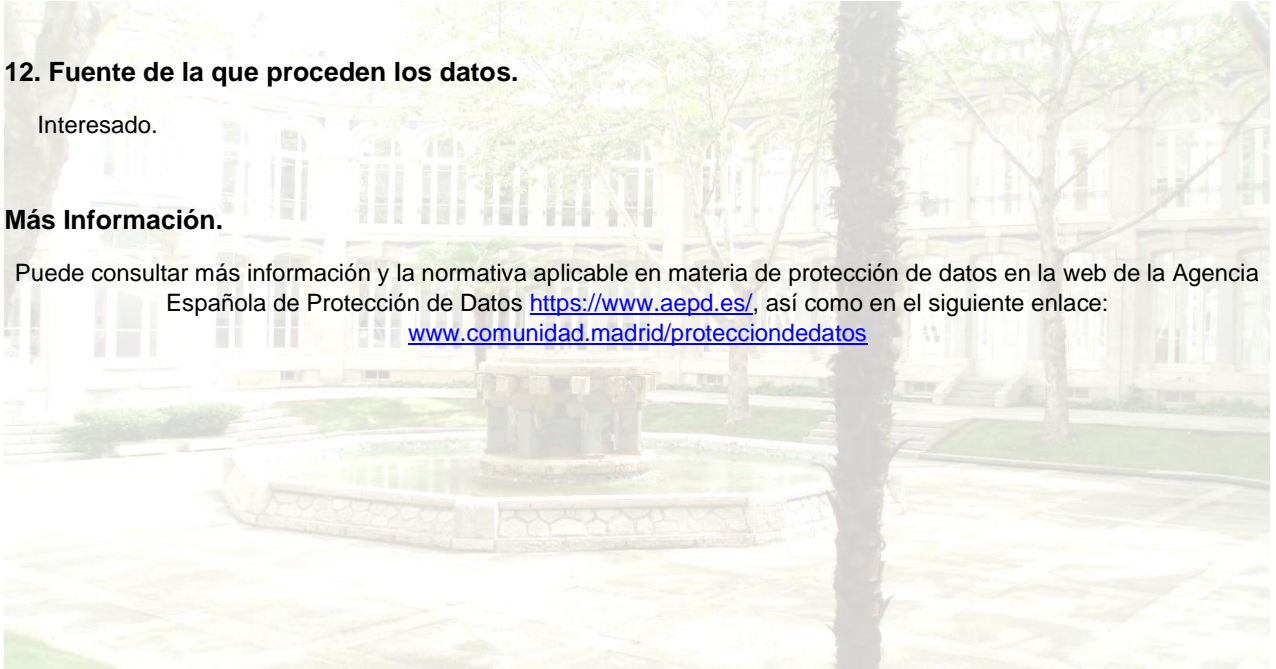 12. Fuente de la que proceden los datos.
Interesado.
Más Información.
Puede consultar más información y la normativa aplicable en materia de protección de datos en la web de la Agencia
Española de Protección de Datos https://www.aepd.es/, así como en el siguiente enlace:
www.comunidad.madrid/protecciondedatos